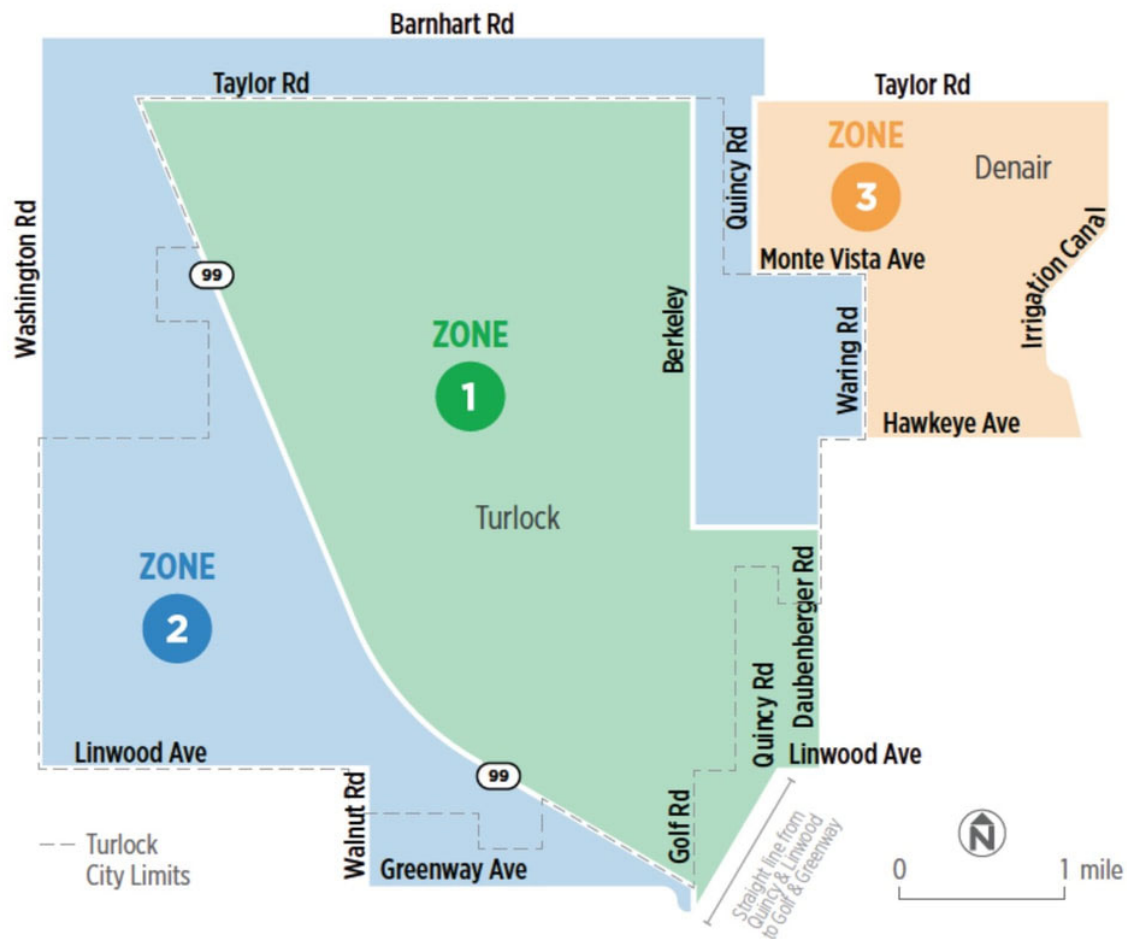 Barnhart Rd
Taylor Rd
Taylor Rd
ZONE
3
Denair
Quincy Rd
Washington Rd
99
Monte Vista Ave
Irrigation Canal
Berkeley
Waring Rd
ZONE
1
Hawkeye Ave
Turlock
ZONE
2
Daubenberger Rd
Quincy Rd
Linwood Ave
Linwood Ave
99
Walnut Rd
Golf Rd
Greenway Ave
Straight line from
Quincy & Linwood
to Golf & Greenway
Turlock
City Limits
N
0 1 mile